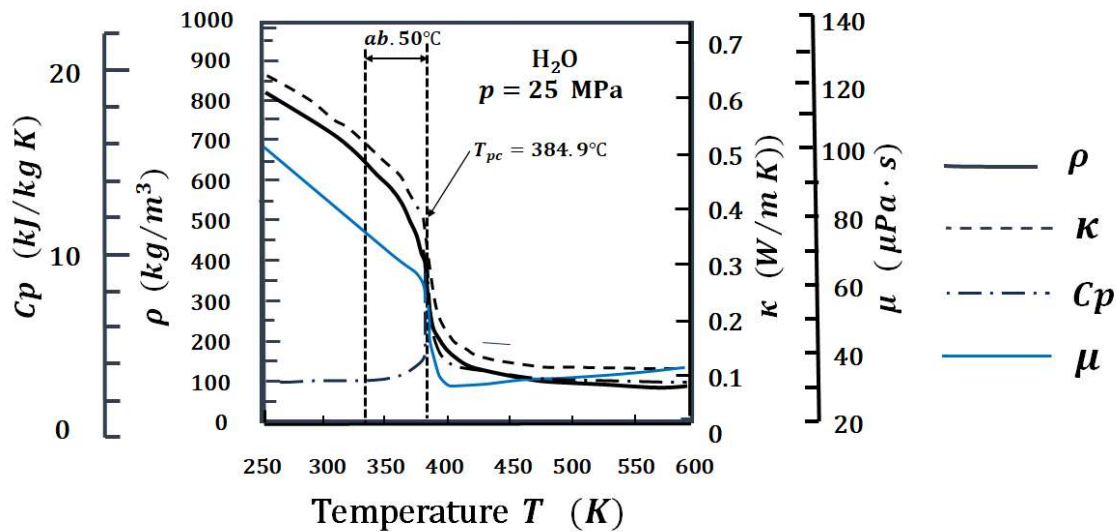 Cp (kJ/kg K)
20
10
0
ρ (kg/m³)
1000
900
800
700
600
500
400
300
200
100
0
ab. 50℃
H₂O
p = 25 MPa
T_pc = 384.9℃
0.7
0.6
0.5
0.4
0.3
0.2
0.1
0
κ (W/m K)
140
120
100
80
60
40
20
μ (μPa · s)
ρ
κ
Cp
μ
250 300 350 400 450 500 550 600
Temperature T (K)